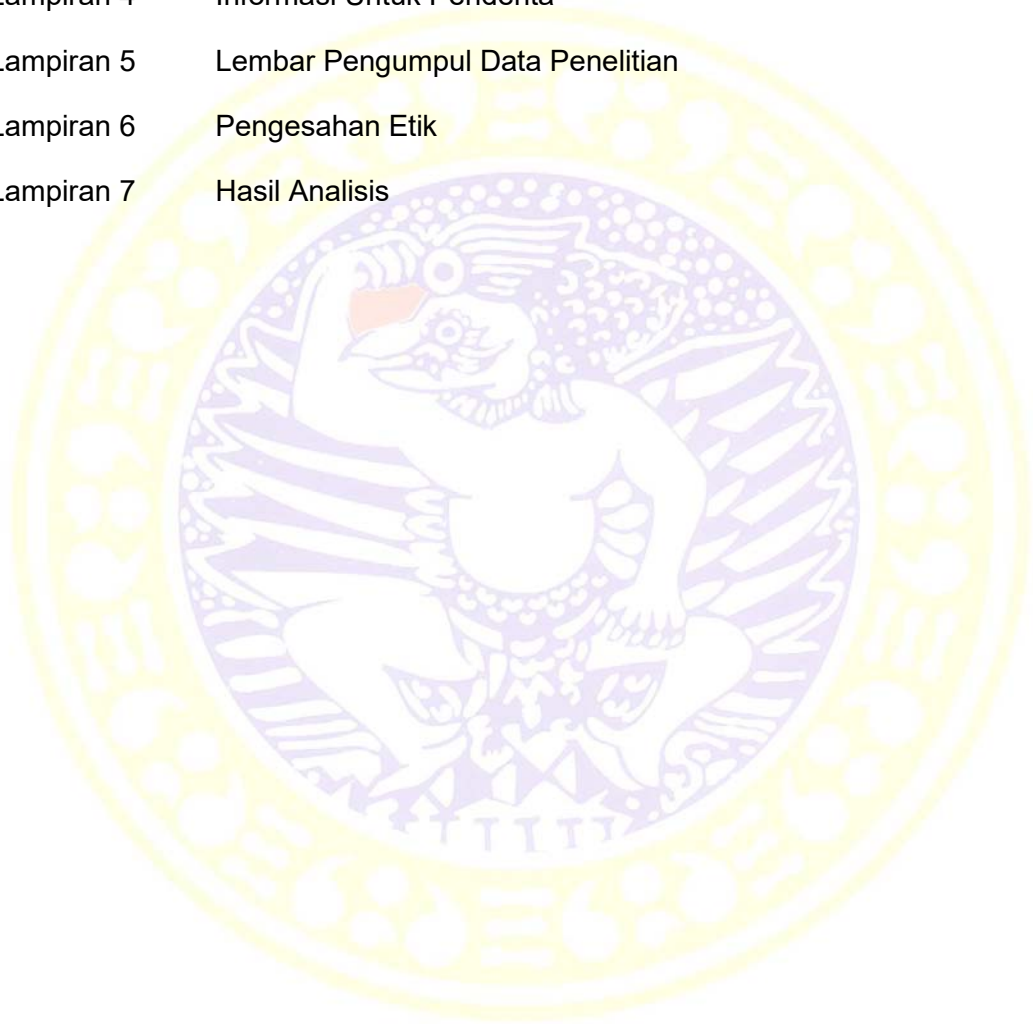 Lampiran 5 Lembar Pengumpul Data Penelitian
Lampiran 6 Pengesahan Etik
Lampiran 7 Hasil Analisis